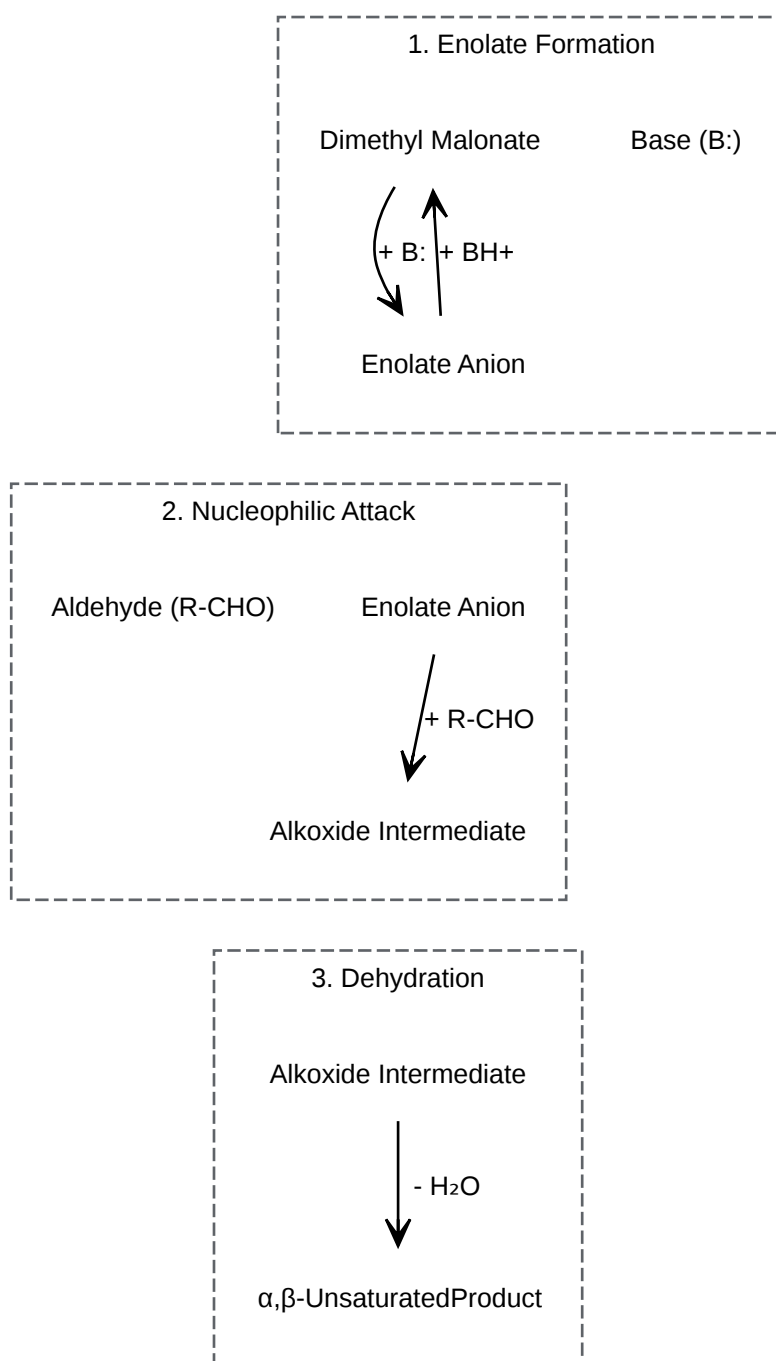 1. Enolate Formation
Dimethyl Malonate
Base (B:)
+ B:
+ BH+
Enolate Anion
2. Nucleophilic Attack
Aldehyde (R-CHO)
Enolate Anion
+ R-CHO
Alkoxide Intermediate
3. Dehydration
Alkoxide Intermediate
- H₂O
α,β-UnsaturatedProduct